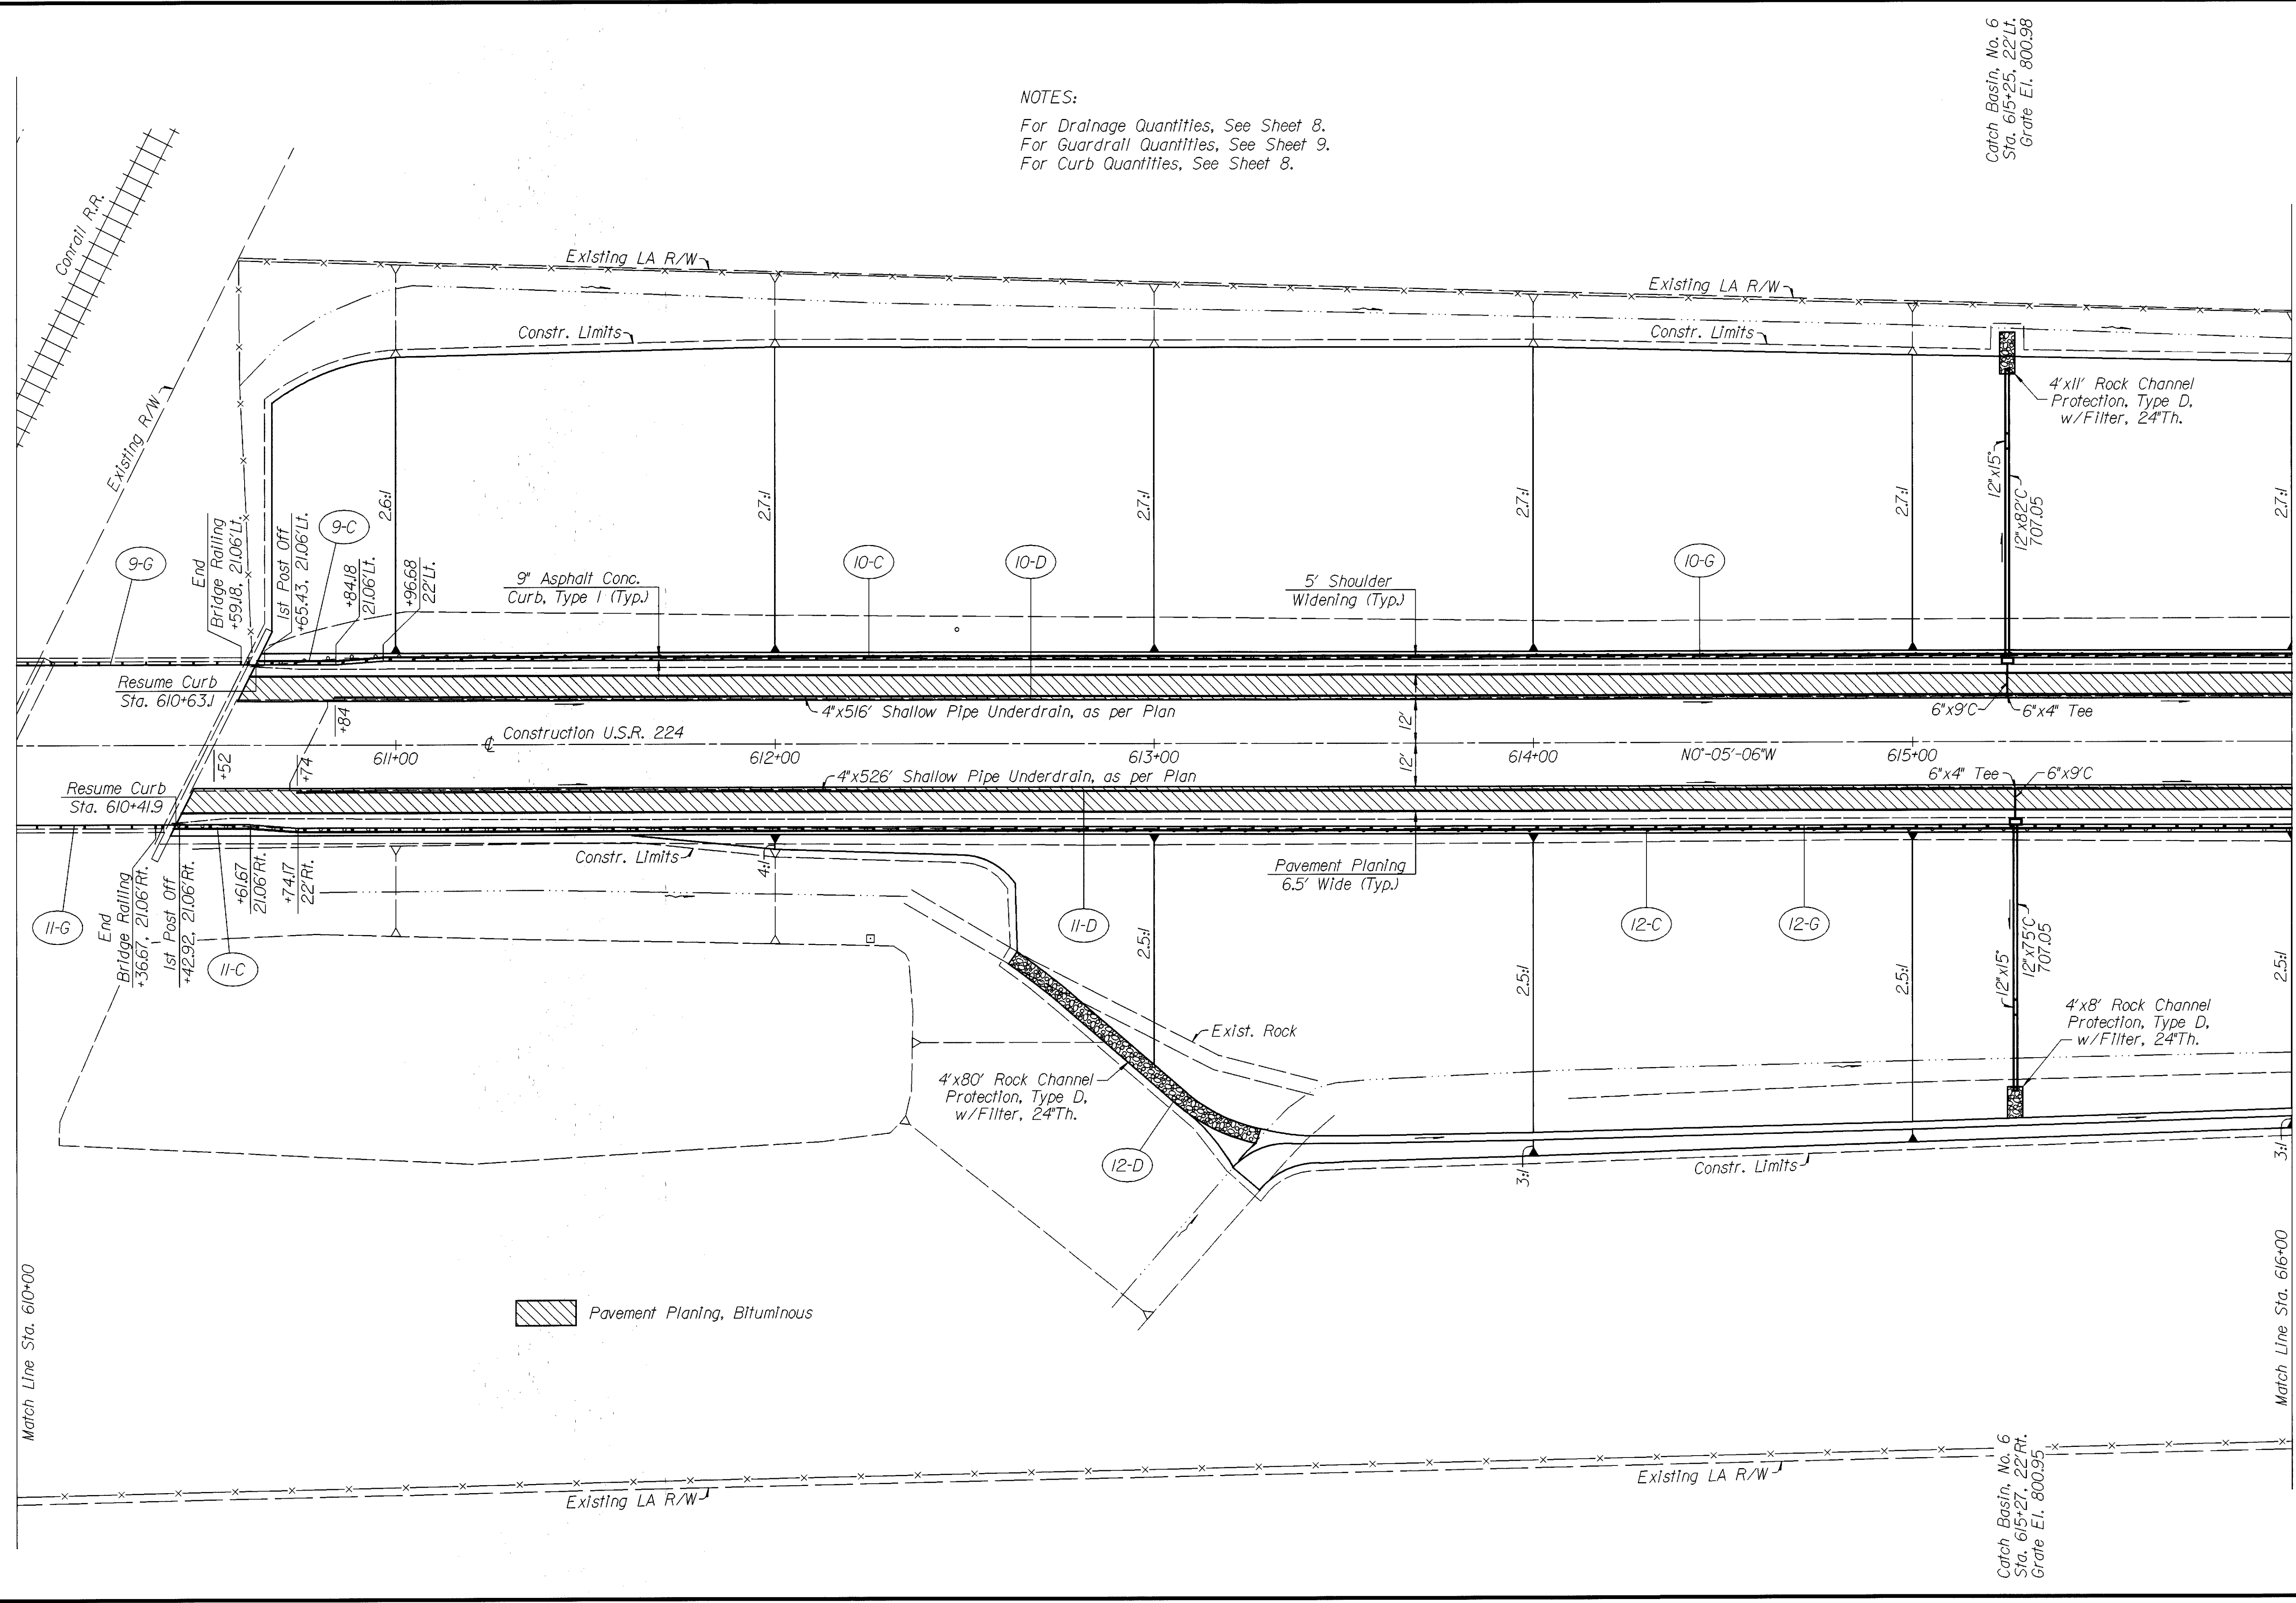 Catch Basin, No. 6
Sta. 615+25, 22'Lt.
Grate El. 800.98
NOTES:
For Drainage Quantities, See Sheet 8.
For Guardrail Quantities, See Sheet 9.
For Curb Quantities, See Sheet 8.
Conrail R.R.
Existing R/W
Existing LA R/W
Existing LA R/W
Constr. Limits
Constr. Limits
4'x11' Rock Channel
Protection, Type D,
w/Filter, 24"Th.
12"x15°
12"x82'C
707.05
2.6:1
2.7:1
2.7:1
2.7:1
2.7:1
2.7:1
9-G
End
Bridge Railing
+59.18, 21.06'Lt.
1st Post Off
+65.43, 21.06'Lt.
9-C
+84.18
21.06'Lt.
+96.68
22'Lt.
9" Asphalt Conc.
Curb, Type 1 (Typ.)
10-C
10-D
5' Shoulder
Widening (Typ.)
10-G
Resume Curb
Sta. 610+63.1
+84
4"x516' Shallow Pipe Underdrain, as per Plan
12'
6"x9'C
6"x4" Tee
℄ Construction U.S.R. 224
+52
+74
611+00
612+00
613+00
614+00
N0°-05'-06"W
615+00
12'
4"x526' Shallow Pipe Underdrain, as per Plan
6"x4" Tee
6"x9'C
Resume Curb
Sta. 610+41.9
11-G
End
Bridge Railing
+36.67, 21.06'Rt.
1st Post Off
+42.92, 21.06'Rt.
11-C
+61.67
21.06'Rt.
+74.17
22'Rt.
Constr. Limits
4:1
Pavement Planing
6.5' Wide (Typ.)
11-D
12-C
12-G
2.5:1
2.5:1
2.5:1
2.5:1
12"x15°
12"x75'C
707.05
Exist. Rock
4'x8' Rock Channel
Protection, Type D,
w/Filter, 24"Th.
4'x80' Rock Channel
Protection, Type D,
w/Filter, 24"Th.
12-D
3:1
Constr. Limits
3:1
Match Line Sta. 610+00
Pavement Planing, Bituminous
Match Line Sta. 616+00
Existing LA R/W
Existing LA R/W
Catch Basin, No. 6
Sta. 615+27, 22'Rt.
Grate El. 800.95